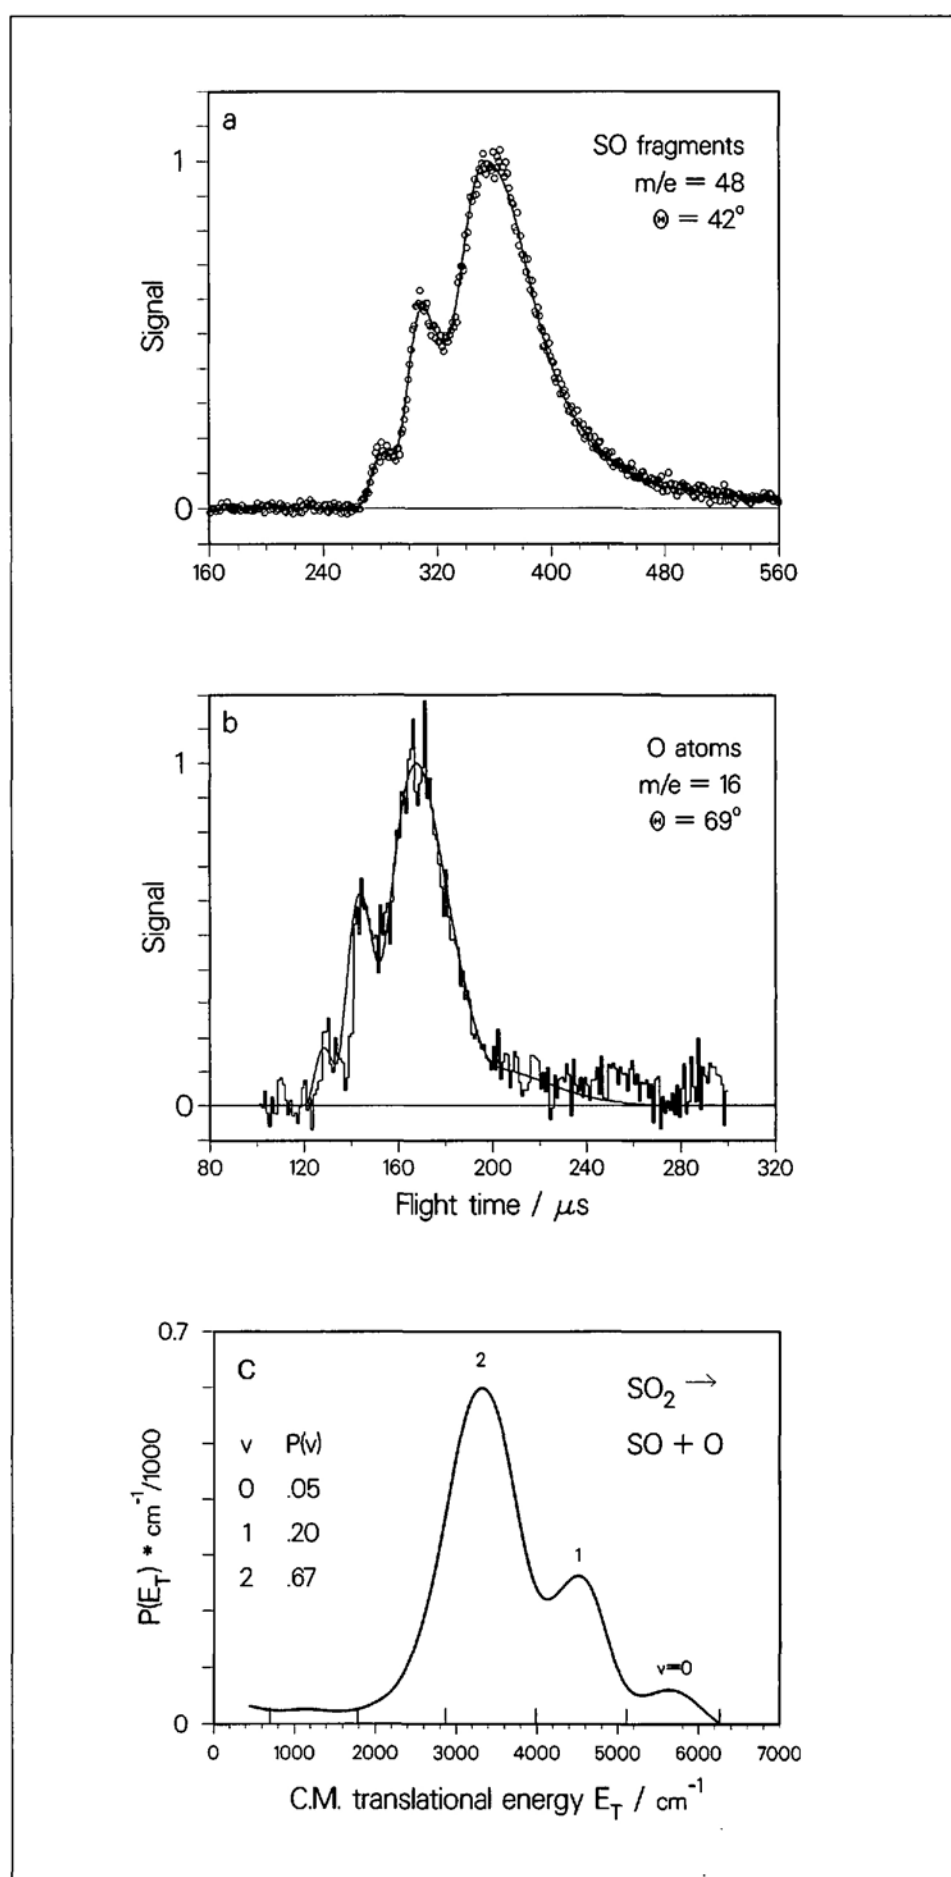 a
SO fragments
m/e = 48
Θ = 42°
Signal
1
0
160 240 320 400 480 560
b
O atoms
m/e = 16
Θ = 69°
Signal
1
0
80 120 160 200 240 280 320
Flight time / μs
0.7
c
2
SO₂ →
SO + O
v P(v)
0 .05
1 .20
2 .67
1
v=0
P(E_T) * cm⁻¹/1000
0
0 1000 2000 3000 4000 5000 6000 7000
C.M. translational energy E_T / cm⁻¹